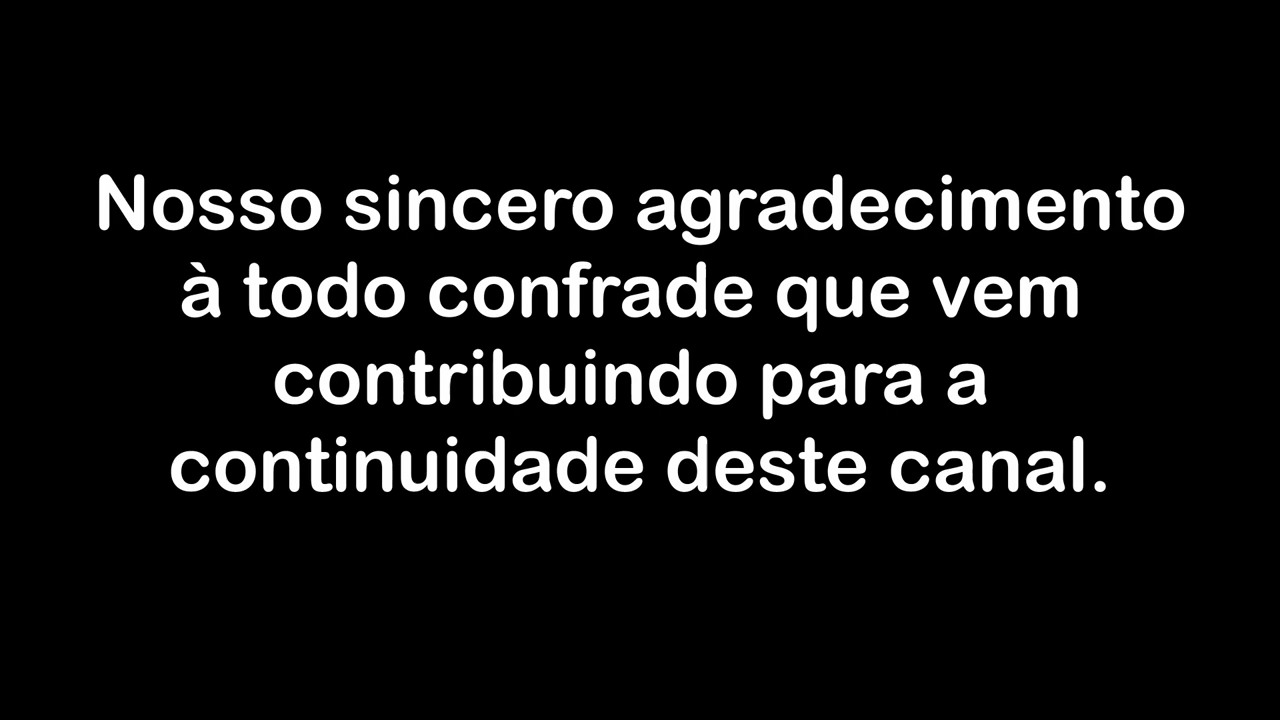 Nosso sincero agradecimento
à todo confrade que vem
contribuindo para a
continuidade deste canal.